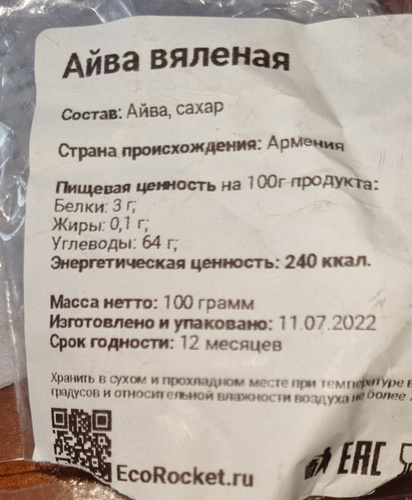 Айва вяленая
Состав: Айва, сахар
Страна происхождения: Армения
Пищевая ценность на 100г продукта:
Белки: 3 г;
Жиры: 0,1 г;
Углеводы: 64 г;
Энергетическая ценность: 240 ккал.
Масса нетто: 100 грамм
Изготовлено и упаковано: 11.07.2022
Срок годности: 12 месяцев
Хранить в сухом и прохладном месте при температуре
градусов и относительной влажности воздуха не более
EcoRocket.ru
EAC